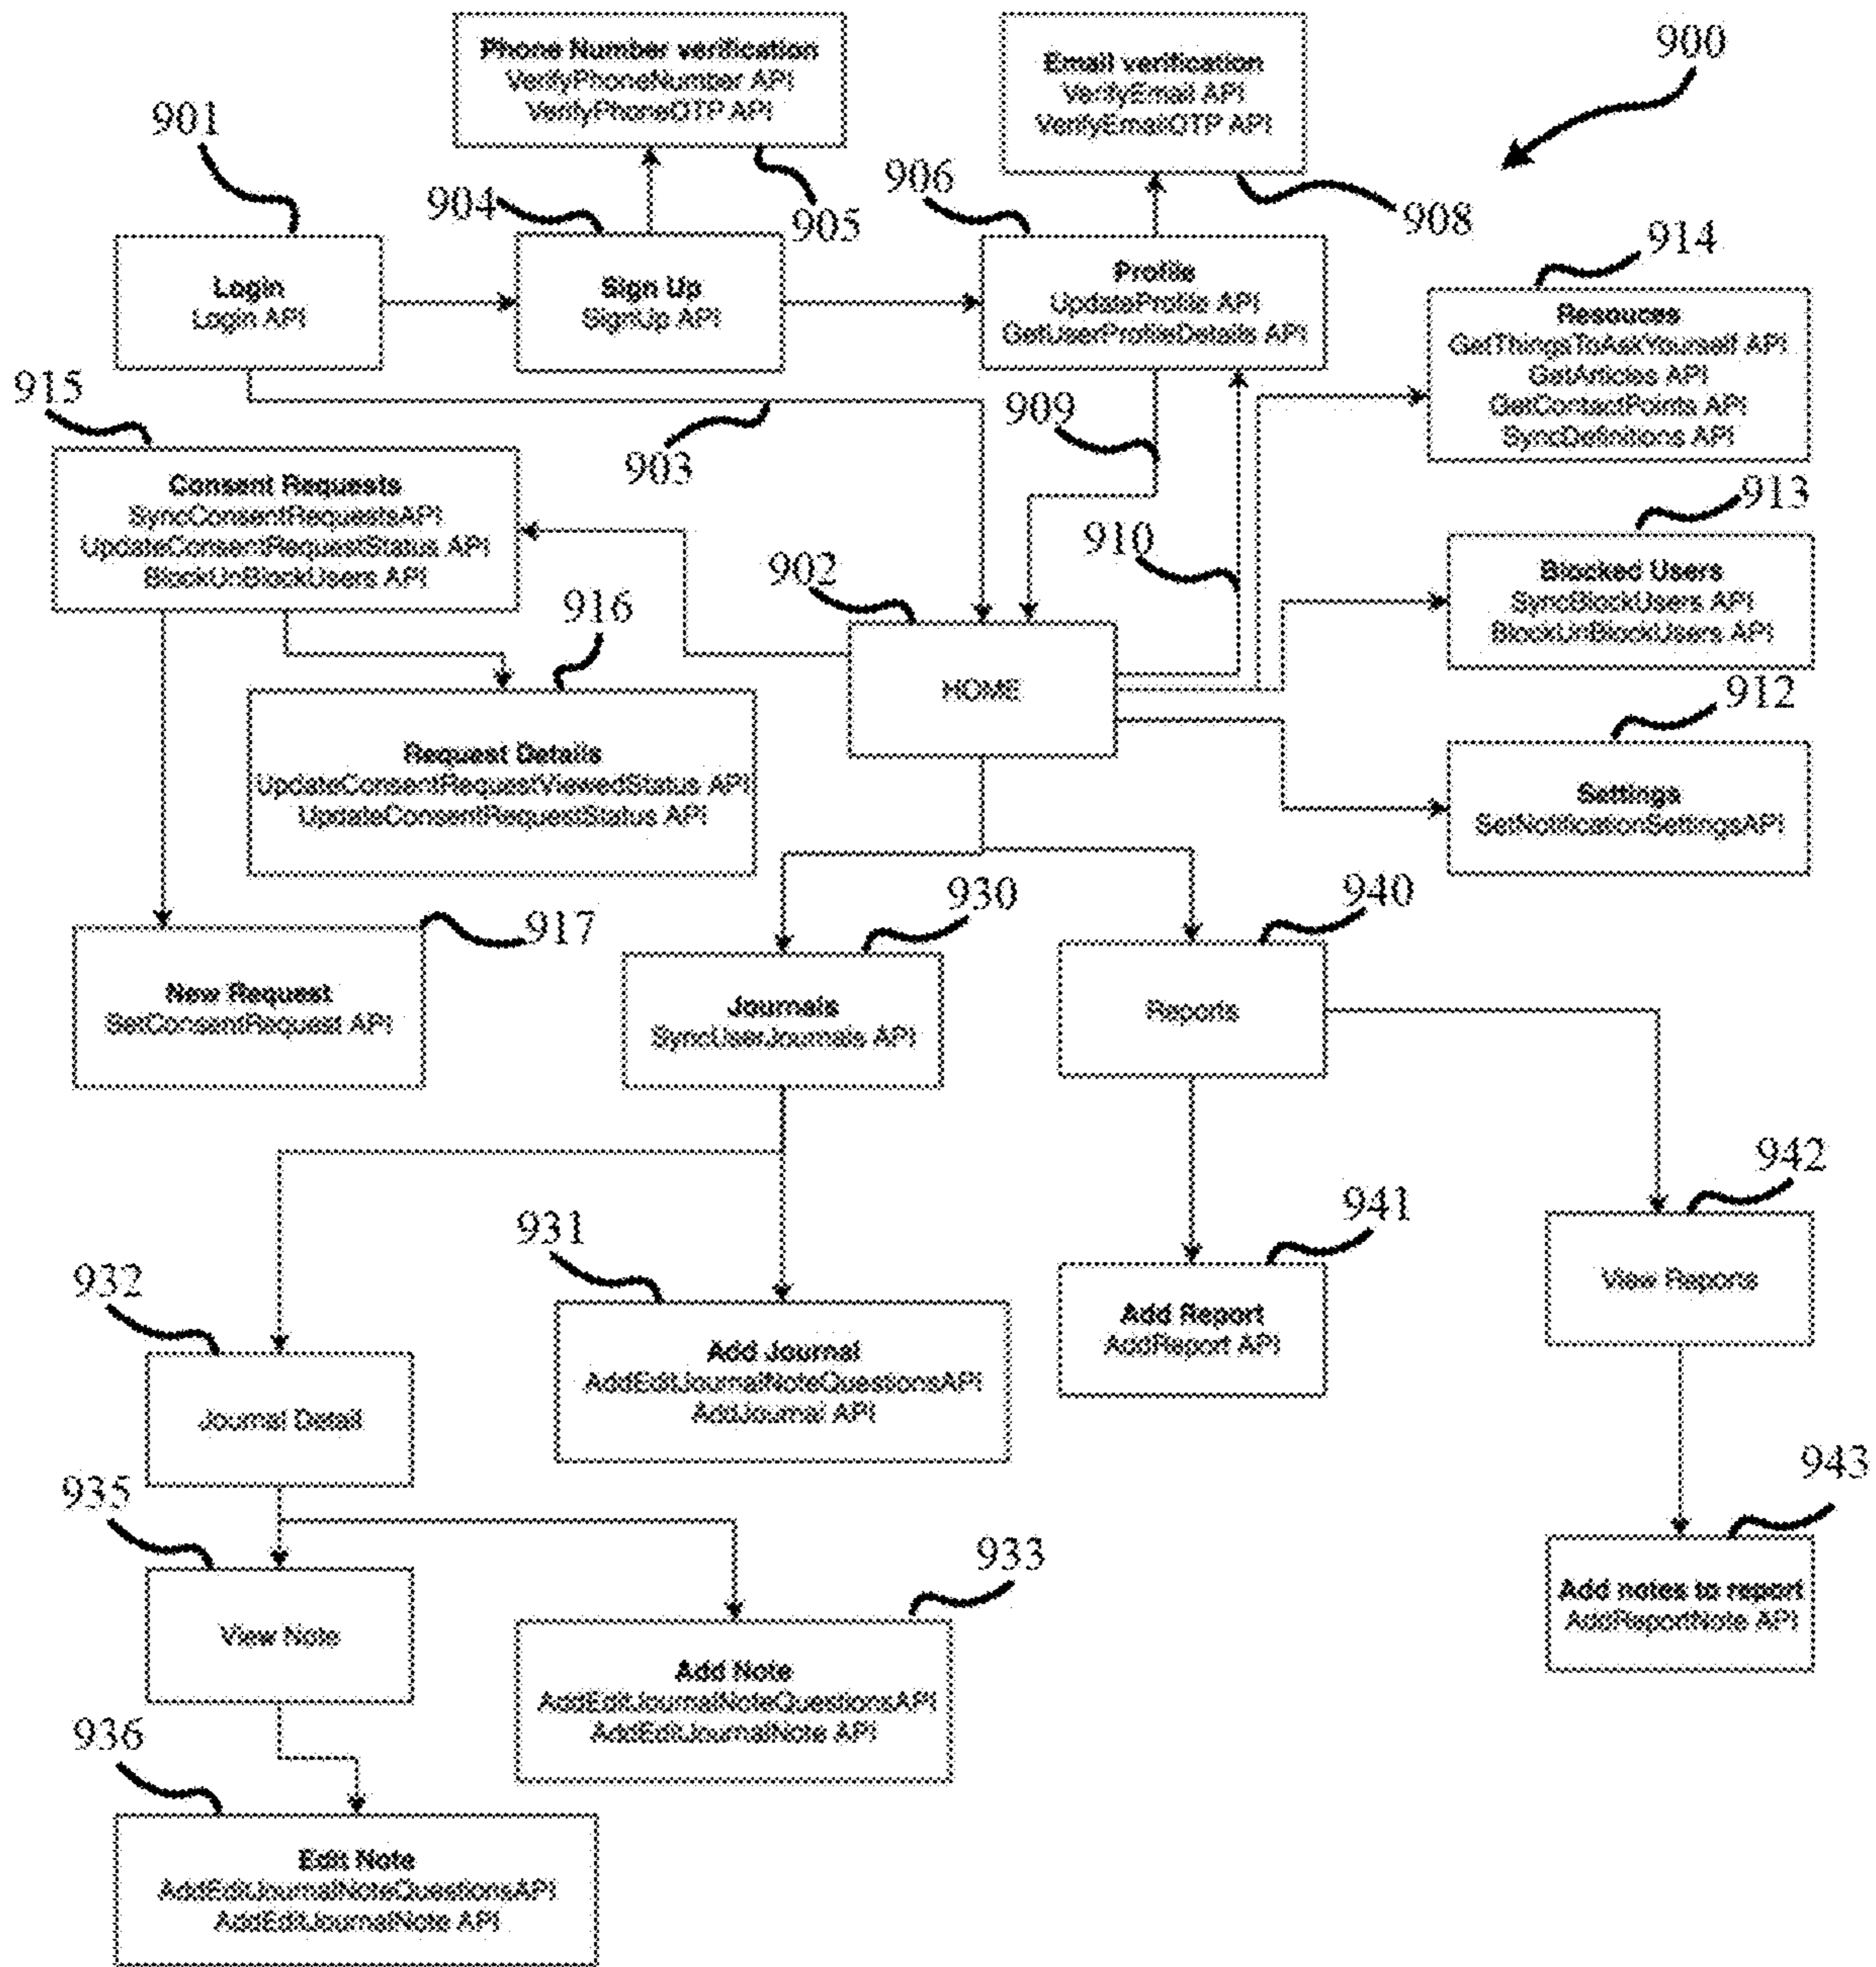 Phone Number verification
VerifyPhoneNumber API
VerifyPhoneOTP API
Email verification
VerifyEmail API
VerifyEmailOTP API
900
901
904
905
906
908
Login
Login API
Sign Up
SignUp API
Profile
UpdateProfile API
GetUserProfileDetails API
914
Resouces
GetThingsToAskYourself API
GetArticles API
GetContactPoints API
SyncDefinitions API
915
903
909
Consent Requests
SyncConsentRequestsAPI
UpdateConsentRequestStatus API
BlockUnBlockUsers API
910
913
Blocked Users
SyncBlockUsers API
BlockUnBlockUsers API
902
916
HOME
912
Request Details
UpdateConsentRequestViewedStatus API
UpdateConsentRequestStatus API
Settings
SetNotificationSettingsAPI
917
930
940
New Request
SetConsentRequest API
Journals
SyncUserJournals API
Reports
942
941
931
932
View Reports
Add Report
AddReport API
Add Journal
AddEditJournalNoteQuestionsAPI
AddJournal API
Journal Detail
943
935
933
Add notes to report
AddReportNote API
View Note
Add Note
AddEditJournalNoteQuestionsAPI
AddEditJournalNote API
936
Edit Note
AddEditJournalNoteQuestionsAPI
AddEditJournalNote API